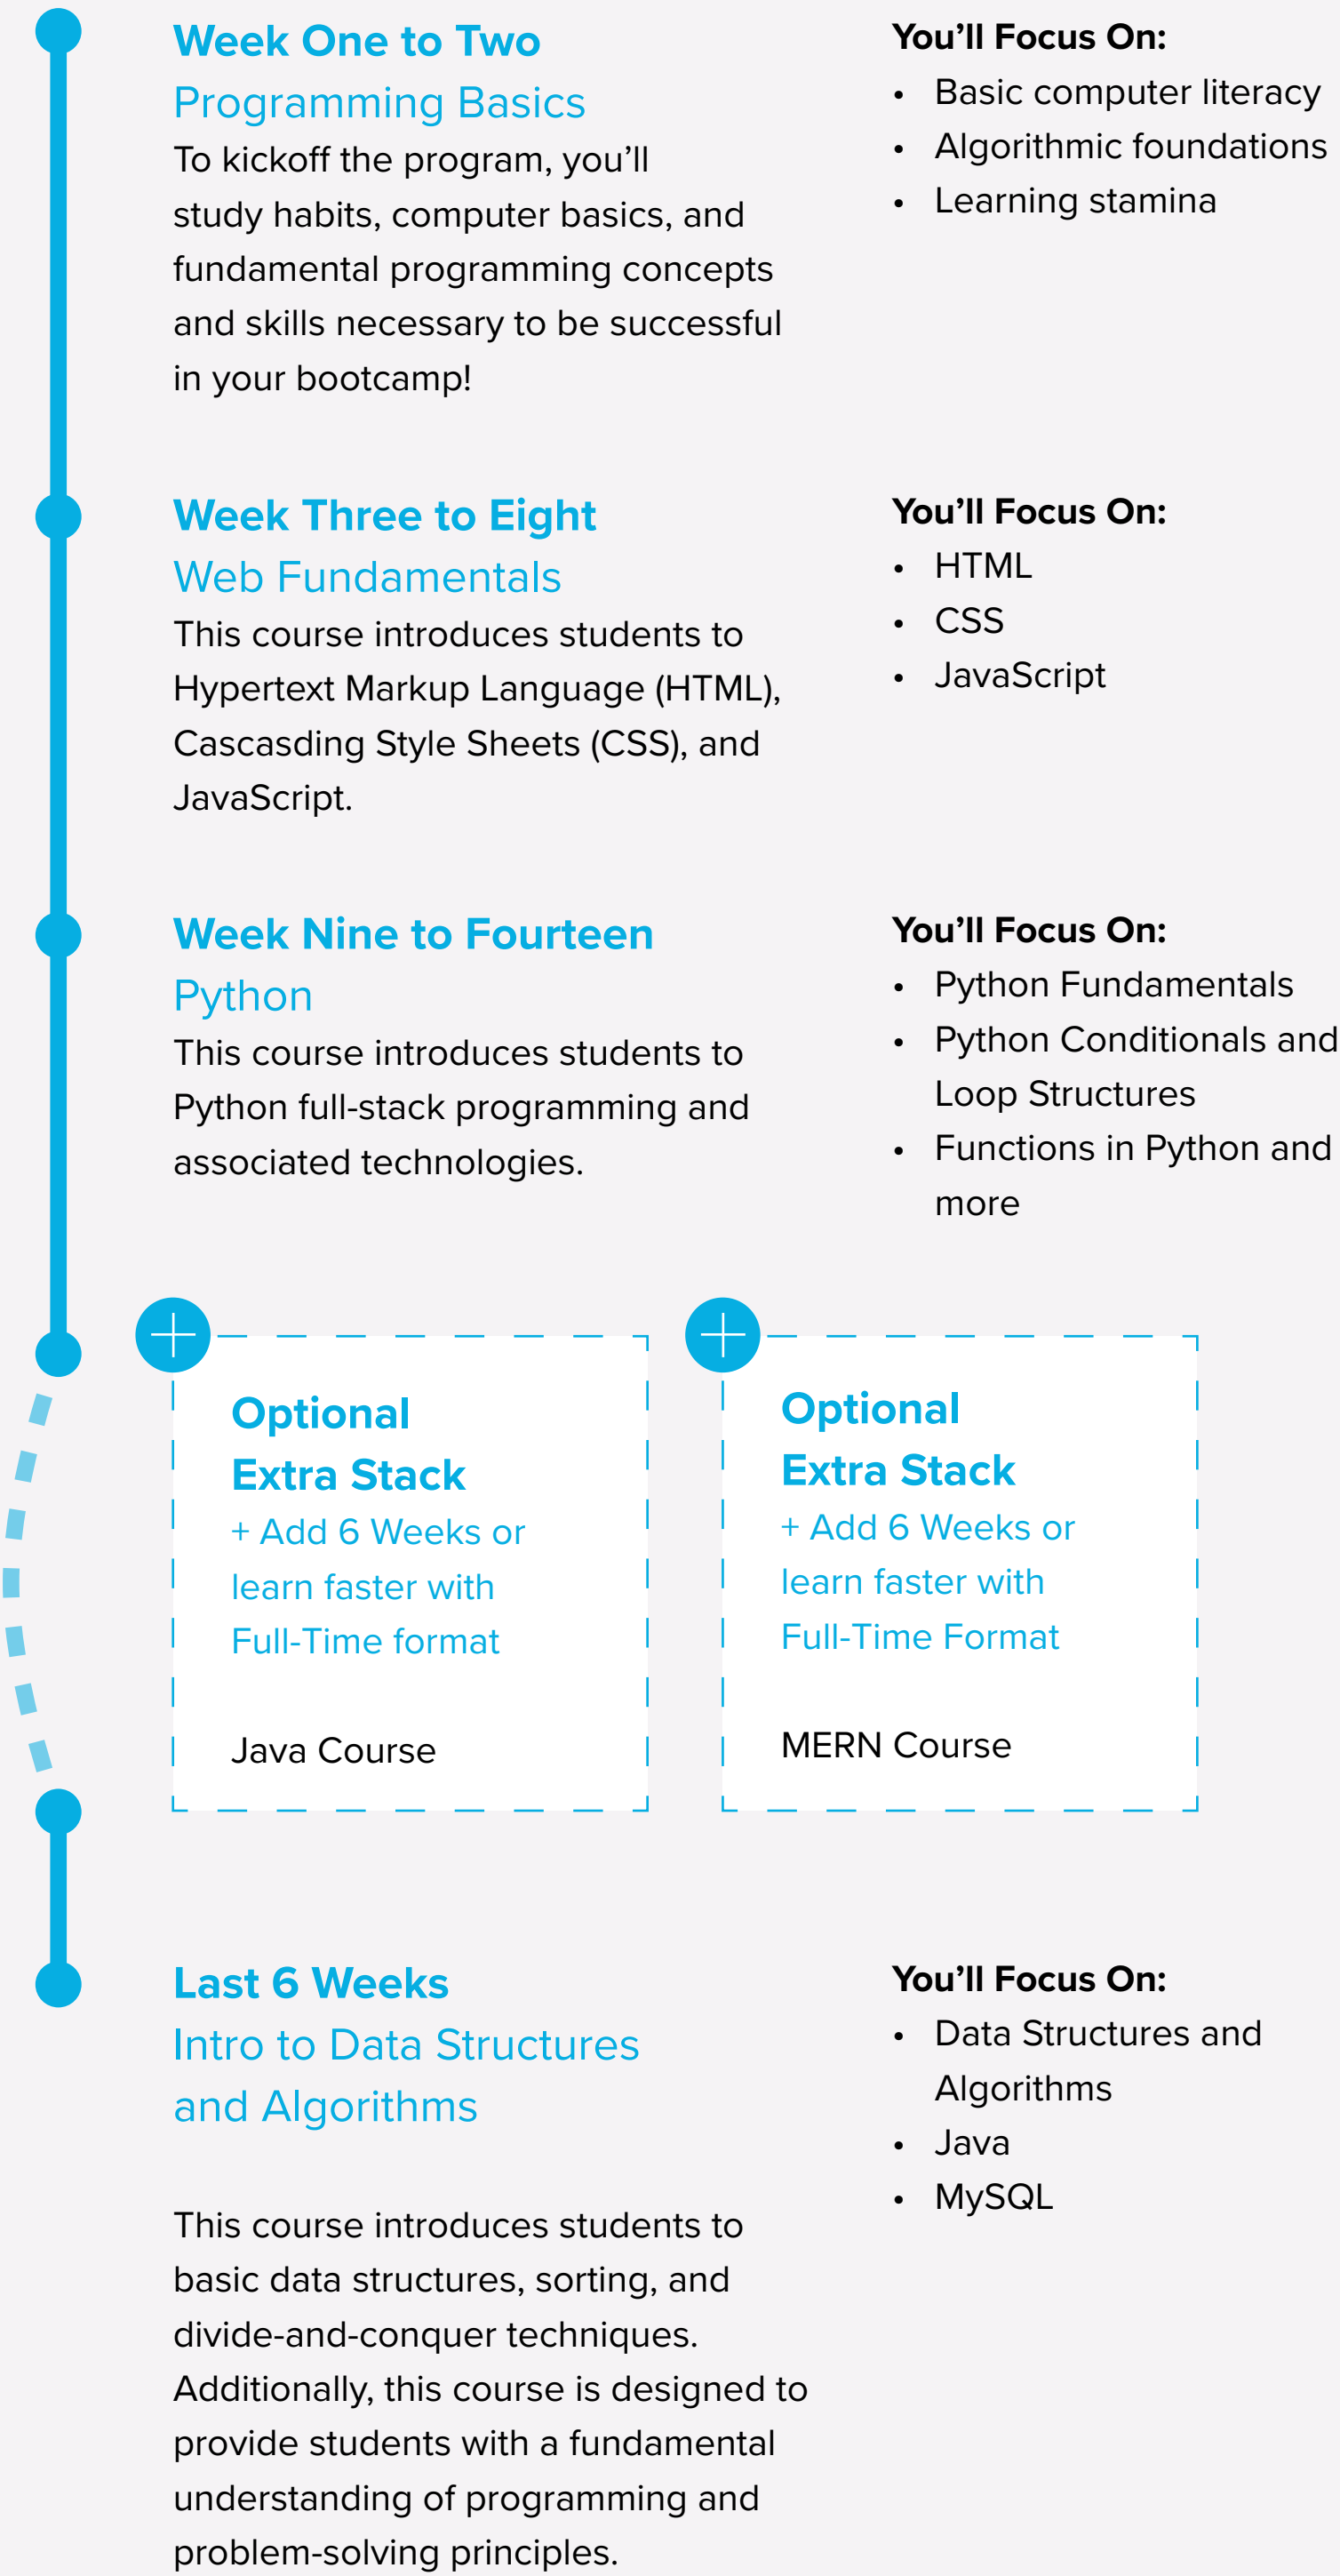 Week One to Two
Programming Basics
To kickoff the program, you'll
study habits, computer basics, and
fundamental programming concepts
and skills necessary to be successful
in your bootcamp!
You'll Focus On:
• Basic computer literacy
• Algorithmic foundations
• Learning stamina
Week Three to Eight
Web Fundamentals
This course introduces students to
Hypertext Markup Language (HTML),
Cascasding Style Sheets (CSS), and
JavaScript.
You'll Focus On:
• HTML
• CSS
• JavaScript
Week Nine to Fourteen
Python
This course introduces students to
Python full-stack programming and
associated technologies.
You'll Focus On:
• Python Fundamentals
• Python Conditionals and
Loop Structures
• Functions in Python and
more
Optional
Extra Stack
+ Add 6 Weeks or
learn faster with
Full-Time format
Java Course
Optional
Extra Stack
+ Add 6 Weeks or
learn faster with
Full-Time Format
MERN Course
Last 6 Weeks
Intro to Data Structures
and Algorithms
This course introduces students to
basic data structures, sorting, and
divide-and-conquer techniques.
Additionally, this course is designed to
provide students with a fundamental
understanding of programming and
problem-solving principles.
You'll Focus On:
• Data Structures and
Algorithms
• Java
• MySQL